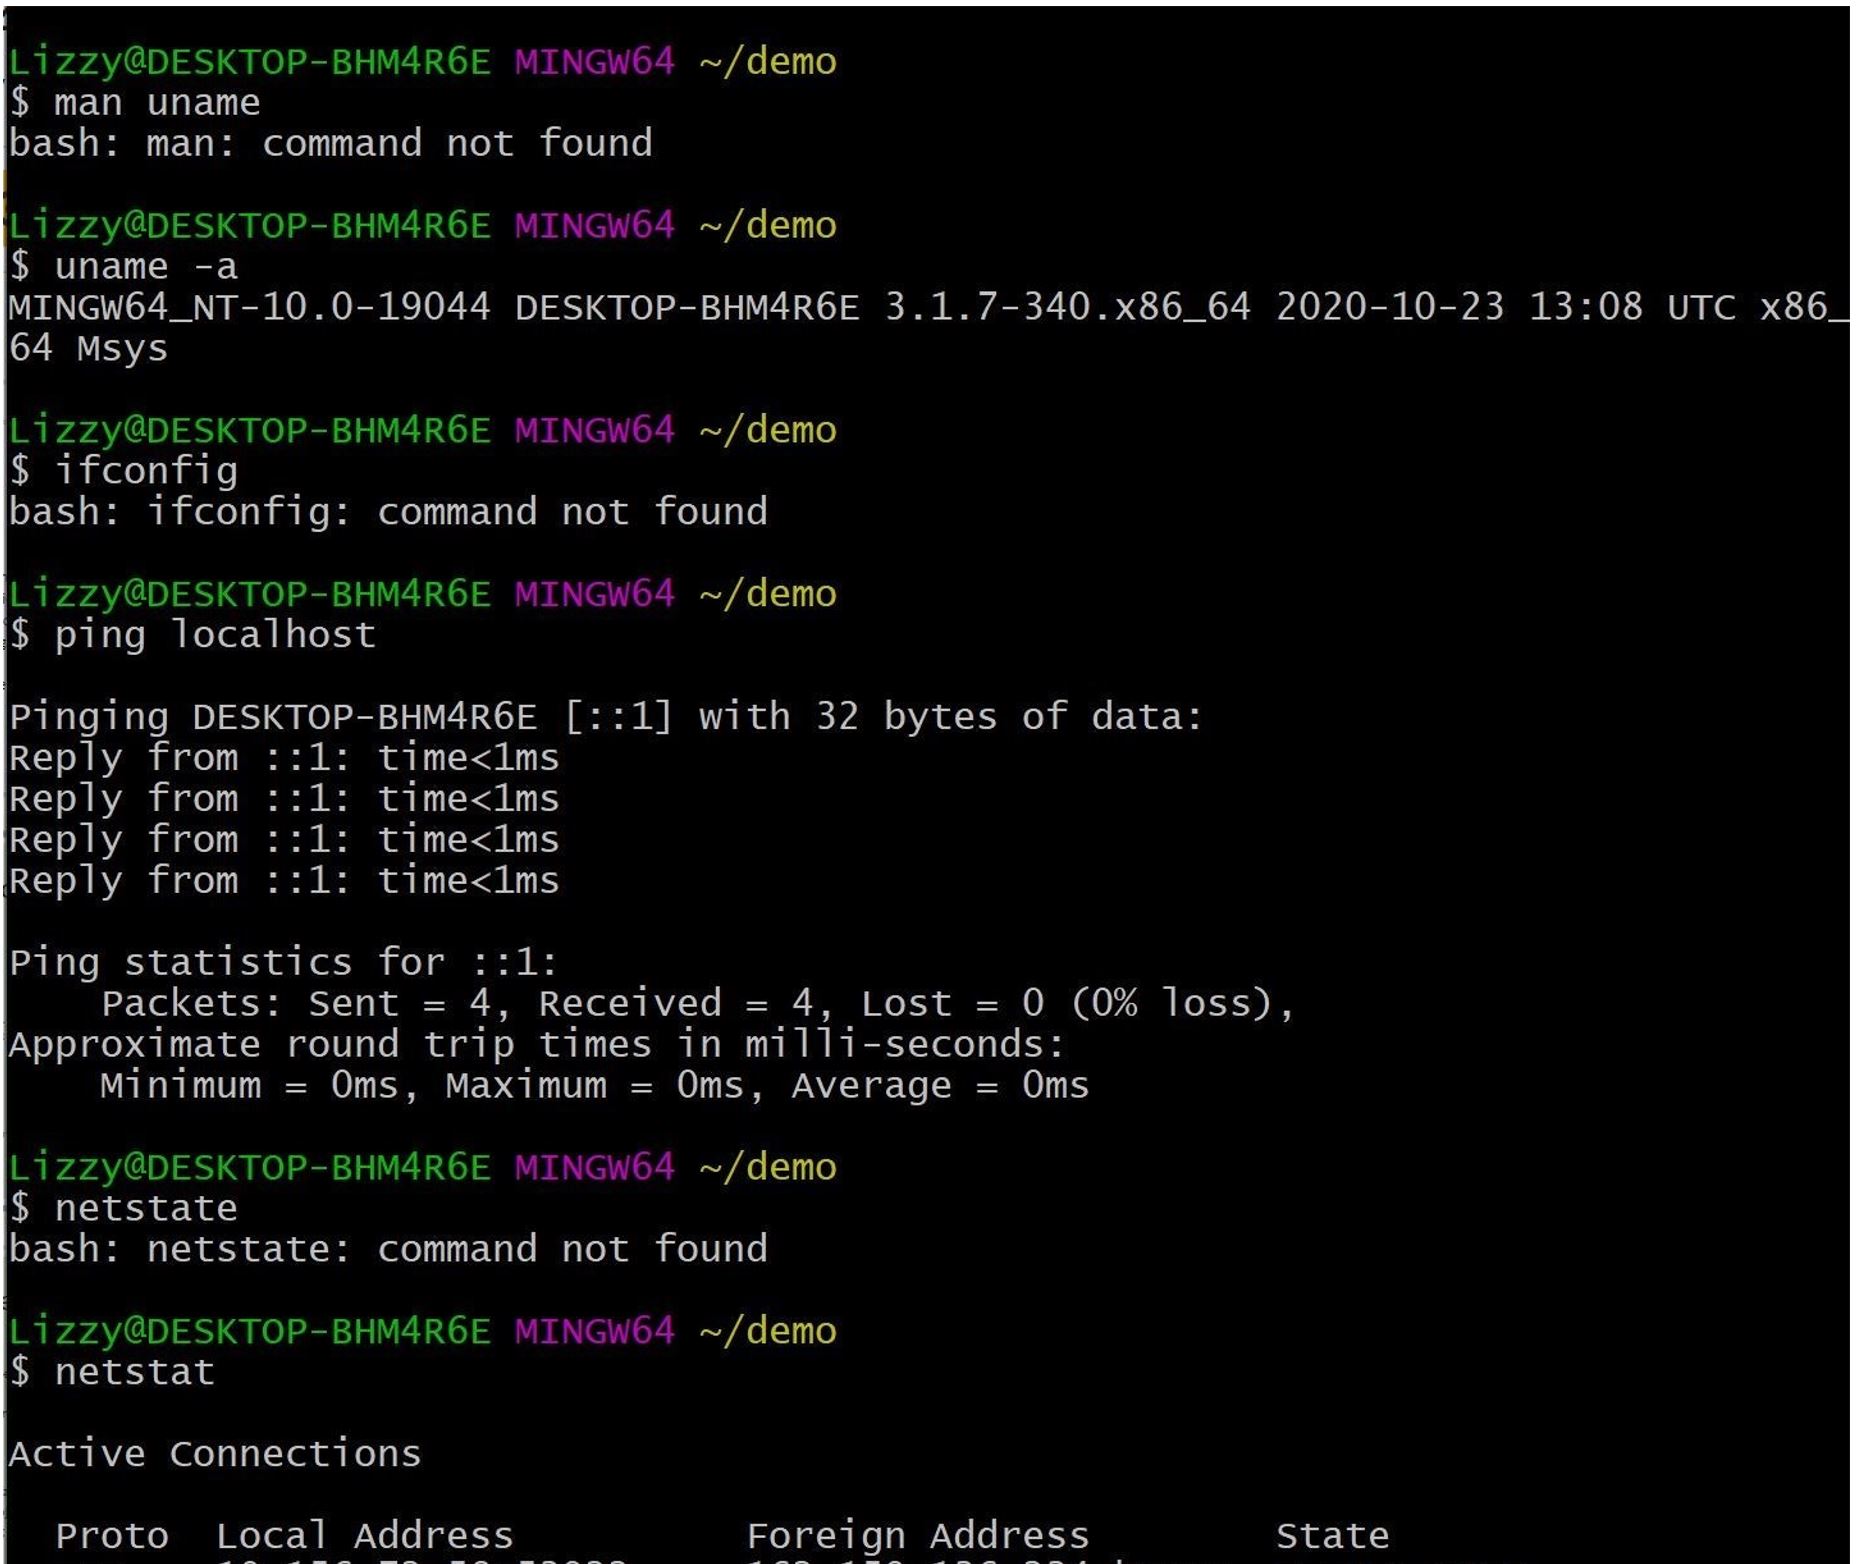 Lizzy@DESKTOP-BHM4R6E MINGW64 ~/demo
$ man uname
bash: man: command not found
Lizzy@DESKTOP-BHM4R6E MINGW64 ~/demo
$ uname -a
MINGW64_NT-10.0-19044 DESKTOP-BHM4R6E 3.1.7-340.x86_64 2020-10-23 13:08 UTC x86_
64 Msys
Lizzy@DESKTOP-BHM4R6E MINGW64 ~/demo
$ ifconfig
bash: ifconfig: command not found
Lizzy@DESKTOP-BHM4R6E MINGW64 ~/demo
$ ping localhost
Pinging DESKTOP-BHM4R6E [::1] with 32 bytes of data:
Reply from ::1: time<1ms
Reply from ::1: time<1ms
Reply from ::1: time<1ms
Reply from ::1: time<1ms
Ping statistics for ::1:
    Packets: Sent = 4, Received = 4, Lost = 0 (0% loss),
Approximate round trip times in milli-seconds:
    Minimum = 0ms, Maximum = 0ms, Average = 0ms
Lizzy@DESKTOP-BHM4R6E MINGW64 ~/demo
$ netstate
bash: netstate: command not found
Lizzy@DESKTOP-BHM4R6E MINGW64 ~/demo
$ netstat
Active Connections
  Proto  Local Address          Foreign Address        State